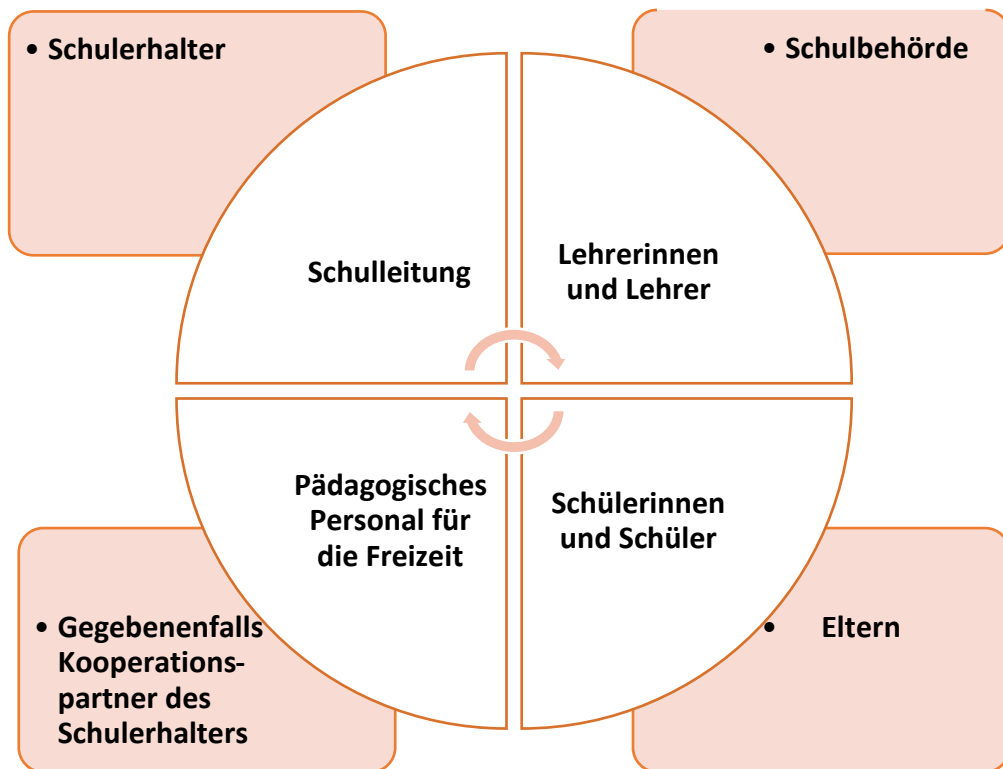 • Schulerhalter
• Schulbehörde
Schulleitung
Lehrerinnen
und Lehrer
Pädagogisches
Personal für
die Freizeit
Schülerinnen
und Schüler
• Gegebenenfalls
Kooperations-
partner des
Schulerhalters
• Eltern